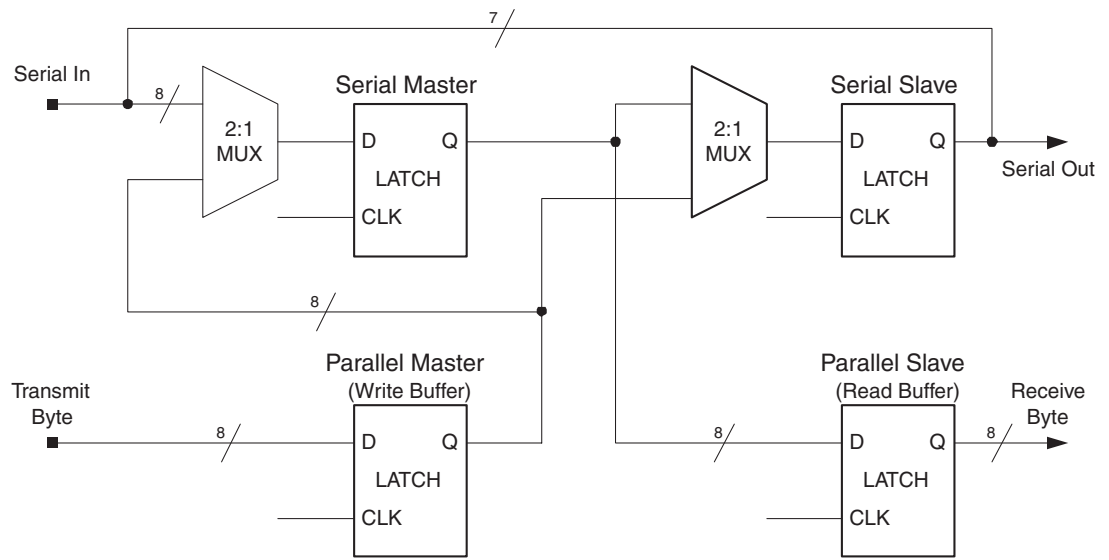 7
Serial In
8
2:1
MUX
Serial Master
D Q
LATCH
CLK
2:1
MUX
Serial Slave
D Q
LATCH
CLK
Serial Out
8
Transmit
Byte
8
Parallel Master
(Write Buffer)
D Q
LATCH
CLK
8
Parallel Slave
(Read Buffer)
D Q
LATCH
CLK
8
Receive
Byte